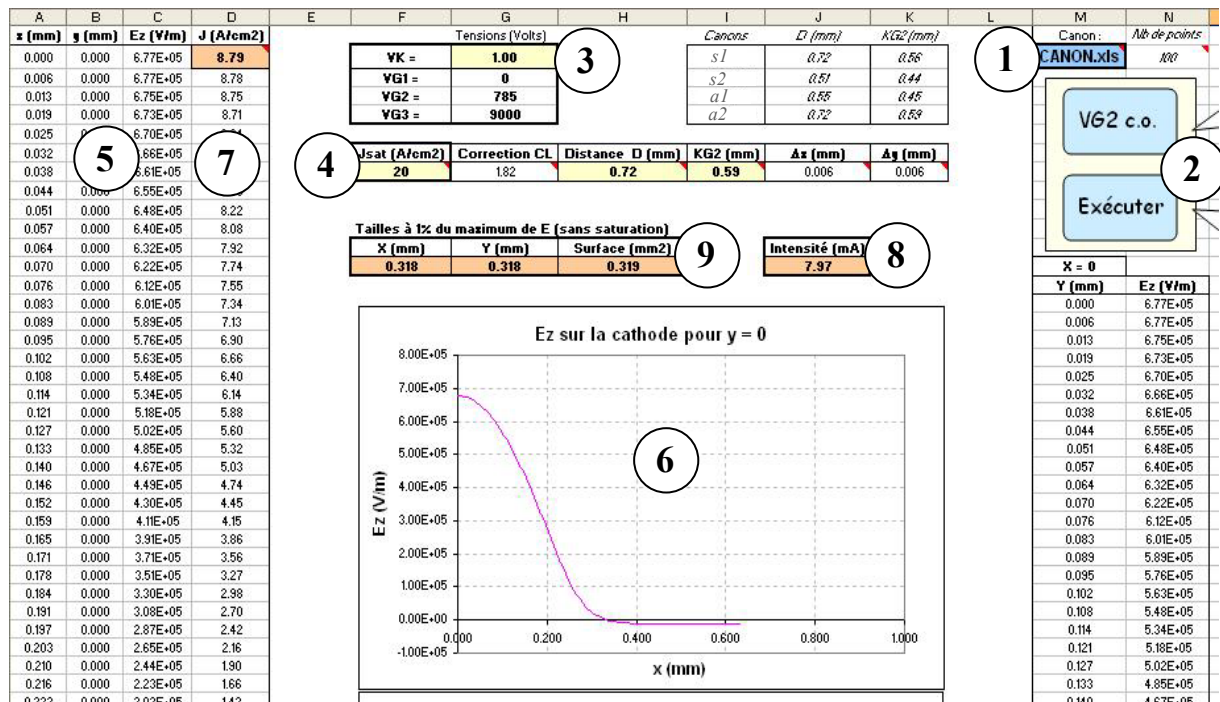 A B C D E F G H I J K L M N
x (mm) y (mm) Ez (V/m) J (A/cm2)
0.000 0.000 6.77E+05 8.79
0.006 0.000 6.77E+05 8.78
0.013 0.000 6.75E+05 8.75
0.019 0.000 6.73E+05 8.71
0.025 6.70E+05
0.032 .66E+05
0.038 .61E+05
0.044 0.000 6.55E+05
0.051 0.000 6.48E+05 8.22
0.057 0.000 6.40E+05 8.08
0.064 0.000 6.32E+05 7.92
0.070 0.000 6.22E+05 7.74
0.076 0.000 6.12E+05 7.55
0.083 0.000 6.01E+05 7.34
0.089 0.000 5.89E+05 7.13
0.095 0.000 5.76E+05 6.90
0.102 0.000 5.63E+05 6.66
0.108 0.000 5.48E+05 6.40
0.114 0.000 5.34E+05 6.14
0.121 0.000 5.18E+05 5.88
0.127 0.000 5.02E+05 5.60
0.133 0.000 4.85E+05 5.32
0.140 0.000 4.67E+05 5.03
0.146 0.000 4.49E+05 4.74
0.152 0.000 4.30E+05 4.45
0.159 0.000 4.11E+05 4.15
0.165 0.000 3.91E+05 3.86
0.171 0.000 3.71E+05 3.56
0.178 0.000 3.51E+05 3.27
0.184 0.000 3.30E+05 2.98
0.191 0.000 3.08E+05 2.70
0.197 0.000 2.87E+05 2.42
0.203 0.000 2.65E+05 2.16
0.210 0.000 2.44E+05 1.90
0.216 0.000 2.23E+05 1.66
5
7
Tensions (Volts)
VK = 1.00
VG1 = 0
VG2 = 785
VG3 = 9000
3
Canons D (mm) KG2 (mm)
s1 0.72 0.56
s2 0.51 0.44
a1 0.55 0.45
a2 0.72 0.59
4
Jsat (A/cm2) Correction CL Distance D (mm) KG2 (mm) Δx (mm) Δy (mm)
20 1.82 0.72 0.59 0.006 0.006
Tailles à 1% du maximum de E (sans saturation)
X (mm) Y (mm) Surface (mm2)
0.318 0.318 0.319
9
Intensité (mA)
7.97
8
Ez sur la cathode pour y = 0
8.00E+05
7.00E+05
6.00E+05
5.00E+05
4.00E+05
3.00E+05
2.00E+05
1.00E+05
0.00E+00
-1.00E+05
Ez (V/m)
6
0.000 0.200 0.400 0.600 0.800 1.000
x (mm)
1
Canon : Nb de points
CANON.xls 100
VG2 c.o.
2
Exécuter
X = 0
Y (mm) Ez (V/m)
0.000 6.77E+05
0.006 6.77E+05
0.013 6.75E+05
0.019 6.73E+05
0.025 6.70E+05
0.032 6.66E+05
0.038 6.61E+05
0.044 6.55E+05
0.051 6.48E+05
0.057 6.40E+05
0.064 6.32E+05
0.070 6.22E+05
0.076 6.12E+05
0.083 6.01E+05
0.089 5.89E+05
0.095 5.76E+05
0.102 5.63E+05
0.108 5.48E+05
0.114 5.34E+05
0.121 5.18E+05
0.127 5.02E+05
0.133 4.85E+05
0.140 4.67E+05